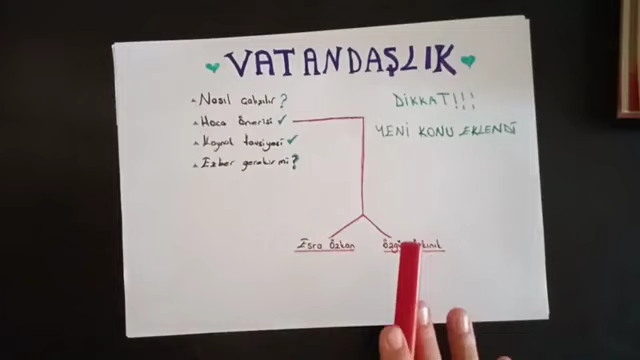 VATANDAŞLIK
Nasıl çalışılır?
Hoca önerisi ✓
Kaynak tavsiyesi ✓
Ezber gerekir mi?
DİKKAT!!!
YENİ KONU EKLENDİ
Esra Özkan